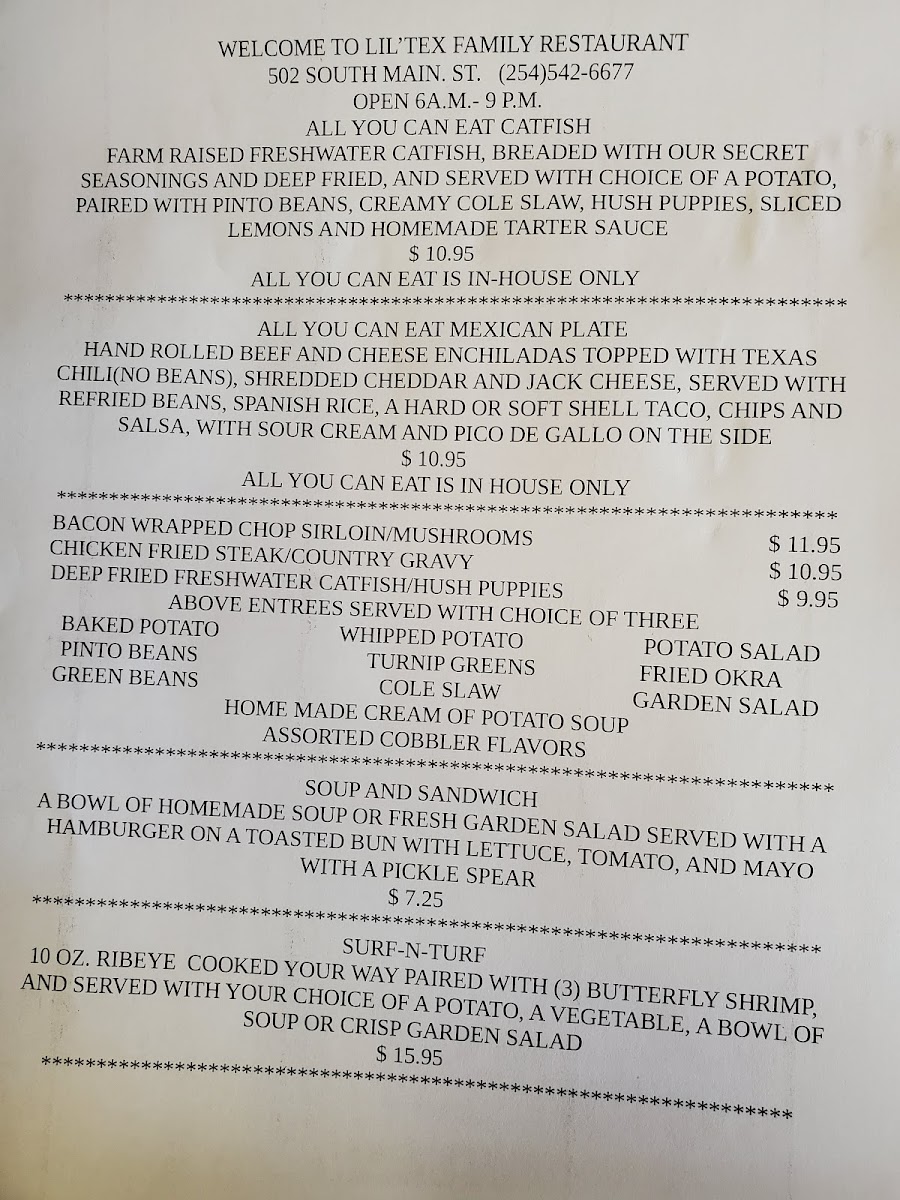 WELCOME TO LIL'TEX FAMILY RESTAURANT
502 SOUTH MAIN. ST. (254)542-6677
OPEN 6A.M.- 9 P.M.
ALL YOU CAN EAT CATFISH
FARM RAISED FRESHWATER CATFISH, BREADED WITH OUR SECRET
SEASONINGS AND DEEP FRIED, AND SERVED WITH CHOICE OF A POTATO,
PAIRED WITH PINTO BEANS, CREAMY COLE SLAW, HUSH PUPPIES, SLICED
LEMONS AND HOMEMADE TARTER SAUCE
$ 10.95
ALL YOU CAN EAT IS IN-HOUSE ONLY
******************************************************************************
ALL YOU CAN EAT MEXICAN PLATE
HAND ROLLED BEEF AND CHEESE ENCHILADAS TOPPED WITH TEXAS
CHILI(NO BEANS), SHREDDED CHEDDAR AND JACK CHEESE, SERVED WITH
REFRIED BEANS, SPANISH RICE, A HARD OR SOFT SHELL TACO, CHIPS AND
SALSA, WITH SOUR CREAM AND PICO DE GALLO ON THE SIDE
$ 10.95
ALL YOU CAN EAT IS IN HOUSE ONLY
******************************************************************************
BACON WRAPPED CHOP SIRLOIN/MUSHROOMS $ 11.95
CHICKEN FRIED STEAK/COUNTRY GRAVY $ 10.95
DEEP FRIED FRESHWATER CATFISH/HUSH PUPPIES $ 9.95
ABOVE ENTREES SERVED WITH CHOICE OF THREE
BAKED POTATO WHIPPED POTATO POTATO SALAD
PINTO BEANS TURNIP GREENS FRIED OKRA
GREEN BEANS COLE SLAW GARDEN SALAD
HOME MADE CREAM OF POTATO SOUP
ASSORTED COBBLER FLAVORS
******************************************************************************
SOUP AND SANDWICH
A BOWL OF HOMEMADE SOUP OR FRESH GARDEN SALAD SERVED WITH A
HAMBURGER ON A TOASTED BUN WITH LETTUCE, TOMATO, AND MAYO
WITH A PICKLE SPEAR
$ 7.25
******************************************************************************
SURF-N-TURF
10 OZ. RIBEYE COOKED YOUR WAY PAIRED WITH (3) BUTTERFLY SHRIMP,
AND SERVED WITH YOUR CHOICE OF A POTATO, A VEGETABLE, A BOWL OF
SOUP OR CRISP GARDEN SALAD
$ 15.95
******************************************************************************